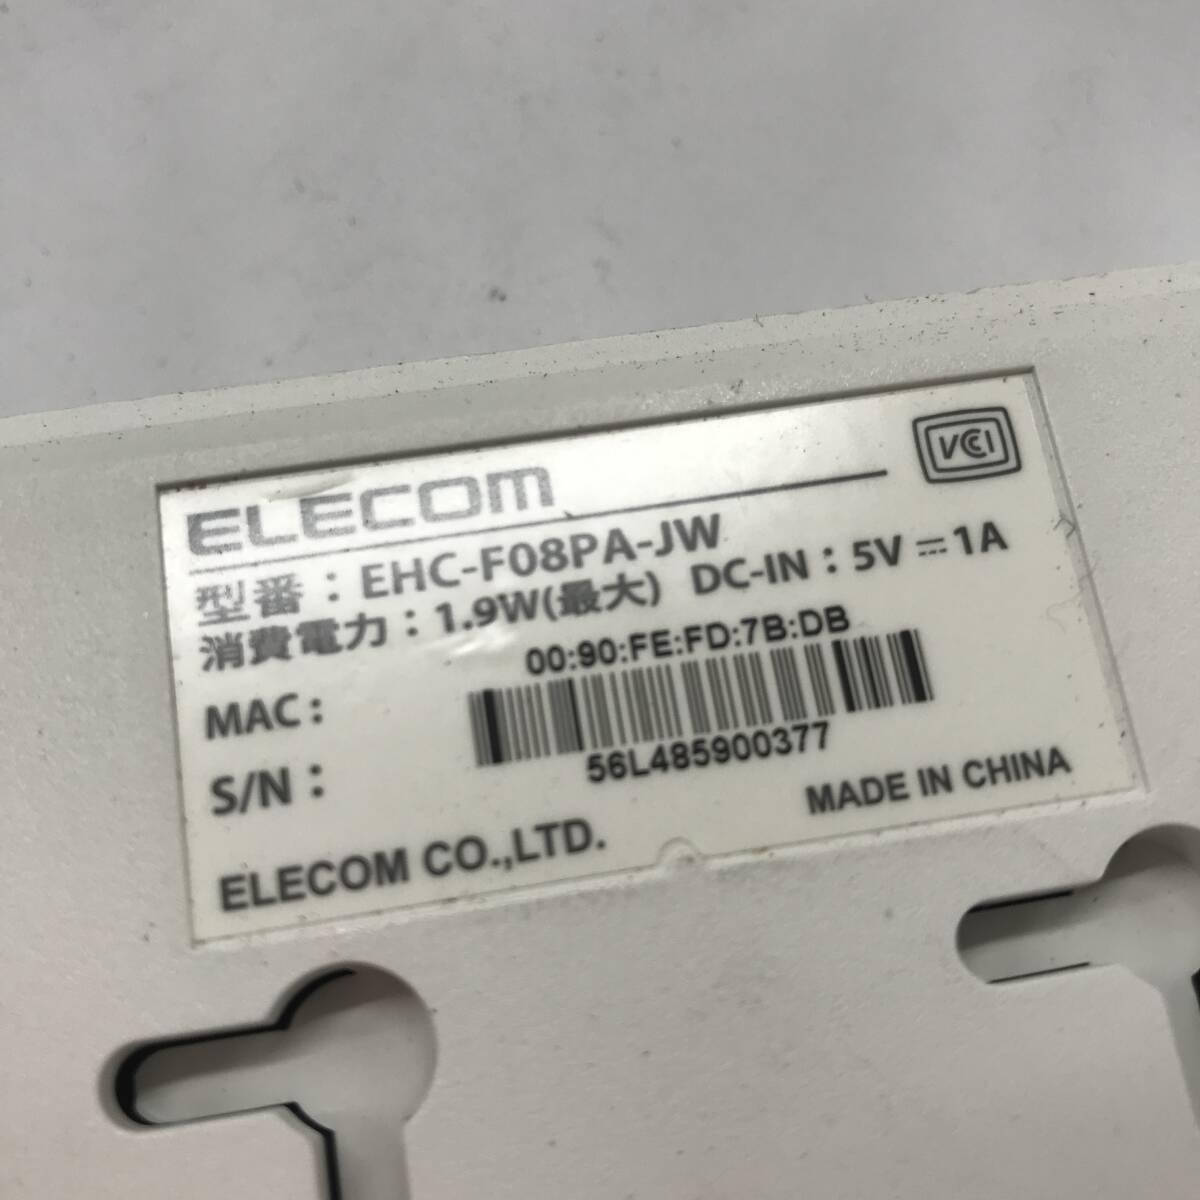 ELECOM
VCCI
型番：EHC-F08PA-JW
消費電力：1.9W(最大) DC-IN：5V⎓1A
MAC： 00:90:FE:FD:7B:DB
S/N： 56L485900377
ELECOM CO.,LTD. MADE IN CHINA